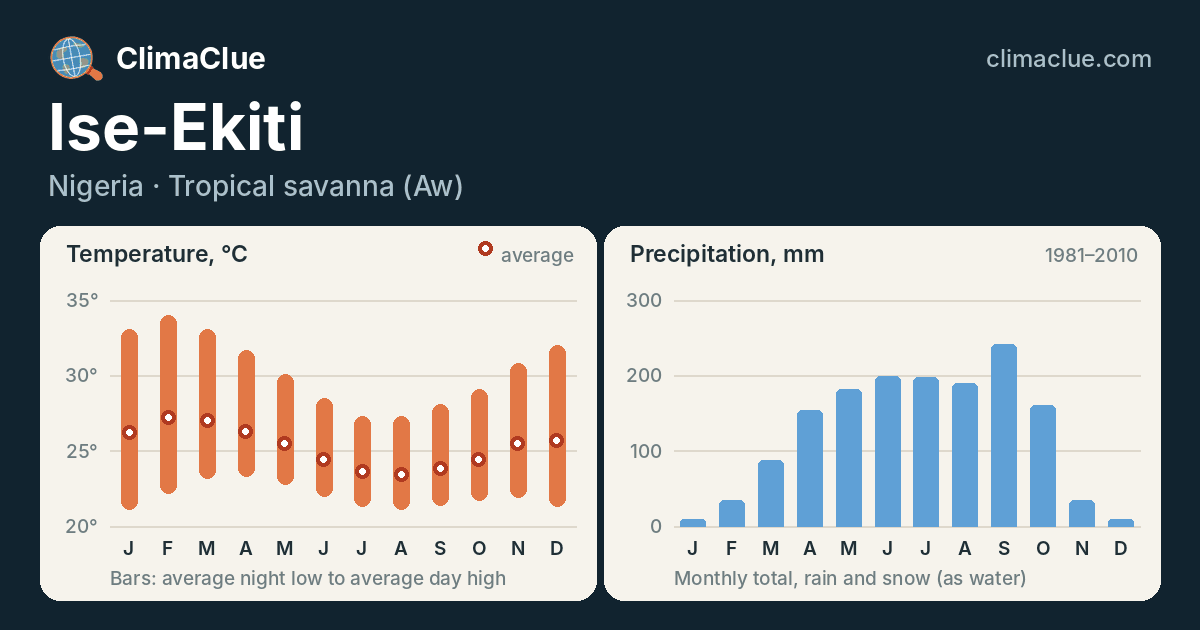 ClimaClue
climaclue.com
Ise-Ekiti
Nigeria · Tropical savanna (Aw)
Temperature, °C
average
35°
30°
25°
20°
J F M A M J J A S O N D
Bars: average night low to average day high
Precipitation, mm
1981–2010
300
200
100
0
J F M A M J J A S O N D
Monthly total, rain and snow (as water)